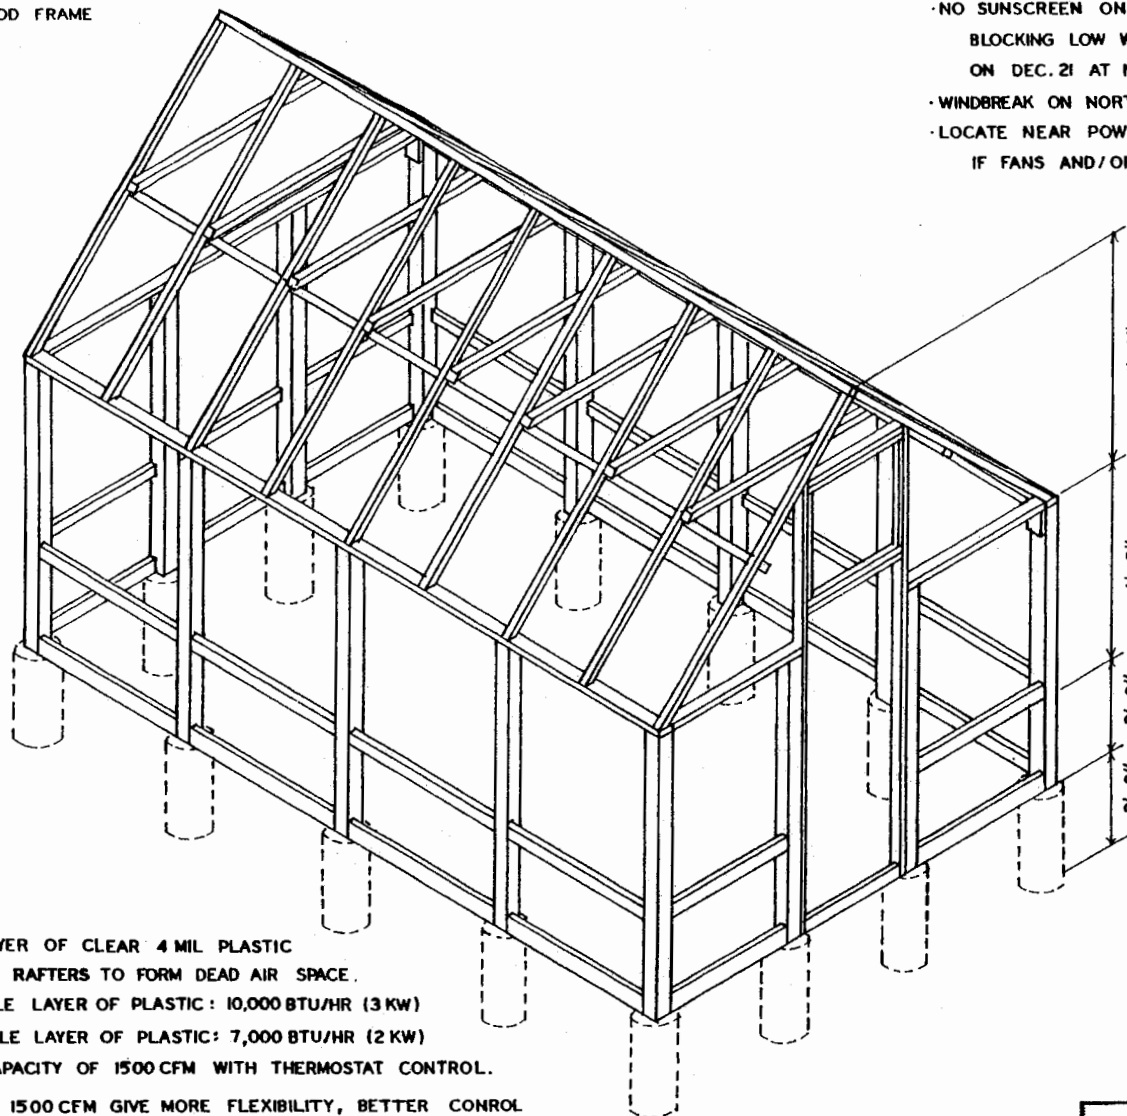 OD FRAME
·NO SUNSCREEN ON
BLOCKING LOW
ON DEC. 21 AT
·WINDBREAK ON NORT
·LOCATE NEAR POW
IF FANS AND/OR
YER OF CLEAR 4 MIL PLASTIC
RAFTERS TO FORM DEAD AIR SPACE.
LE LAYER OF PLASTIC: 10,000 BTU/HR (3 KW)
LE LAYER OF PLASTIC: 7,000 BTU/HR (2 KW)
APACITY OF 1500 CFM WITH THERMOSTAT CONTROL.
1500 CFM GIVE MORE FLEXIBILITY, BETTER CONROL